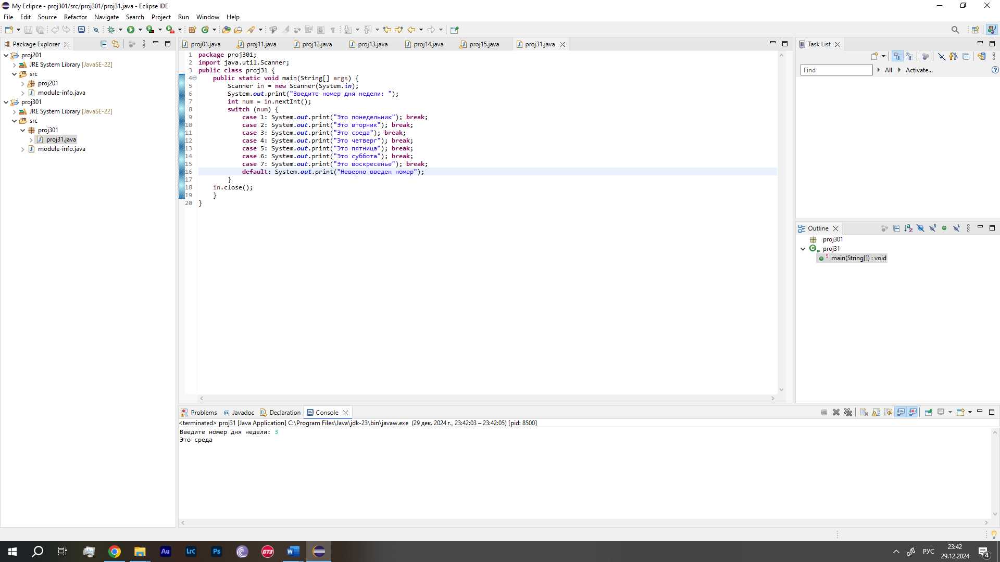 My Eclipce - proj301/src/proj301/proj31.java - Eclipse IDE
File Edit Source Refactor Navigate Search Project Run Window Help
Package Explorer
proj201
JRE System Library [JavaSE-22]
src
proj201
module-info.java
proj301
JRE System Library [JavaSE-22]
src
proj301
proj31.java
module-info.java
proj01.java proj11.java proj12.java proj13.java proj14.java proj15.java proj31.java
1 package proj301;
2 import java.util.Scanner;
3 public class proj31 {
4 public static void main(String[] args) {
5 Scanner in = new Scanner(System.in);
6 System.out.print("Введите номер дня недели: ");
7 int num = in.nextInt();
8 switch (num) {
9 case 1: System.out.print("Это понедельник"); break;
10 case 2: System.out.print("Это вторник"); break;
11 case 3: System.out.print("Это среда"); break;
12 case 4: System.out.print("Это четверг"); break;
13 case 5: System.out.print("Это пятница"); break;
14 case 6: System.out.print("Это суббота"); break;
15 case 7: System.out.print("Это воскресенье"); break;
16 default: System.out.print("Неверно введен номер");
17 }
18 in.close();
19 }
20 }
Task List
Find All Activate...
Outline
proj301
proj31
main(String[]) : void
Problems Javadoc Declaration Console
<terminated> proj31 [Java Application] C:\Program Files\Java\jdk-23\bin\javaw.exe (29 дек. 2024 г., 23:42:03 – 23:42:05) [pid: 8500]
Введите номер дня недели: 3
Это среда
Au Lrc Ps GT3 W
РУС
23:42
29.12.2024
4